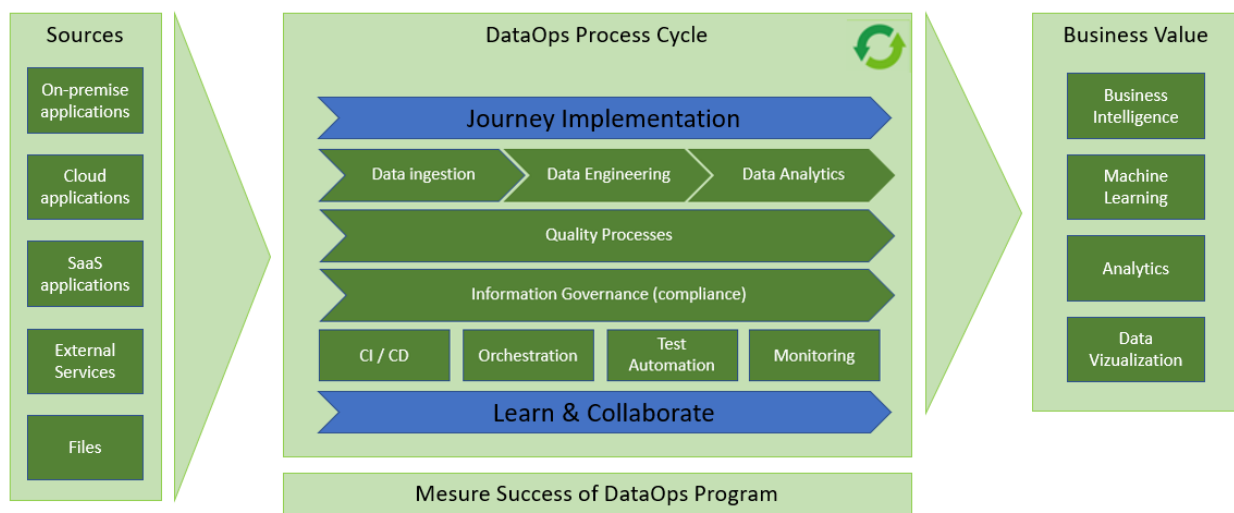 Sources
On-premise
applications
Cloud
applications
SaaS
applications
External
Services
Files
DataOps Process Cycle
Journey Implementation
Data ingestion
Data Engineering
Data Analytics
Quality Processes
Information Governance (compliance)
CI / CD
Orchestration
Test
Automation
Monitoring
Learn & Collaborate
Mesure Success of DataOps Program
Business Value
Business
Intelligence
Machine
Learning
Analytics
Data
Vizualization